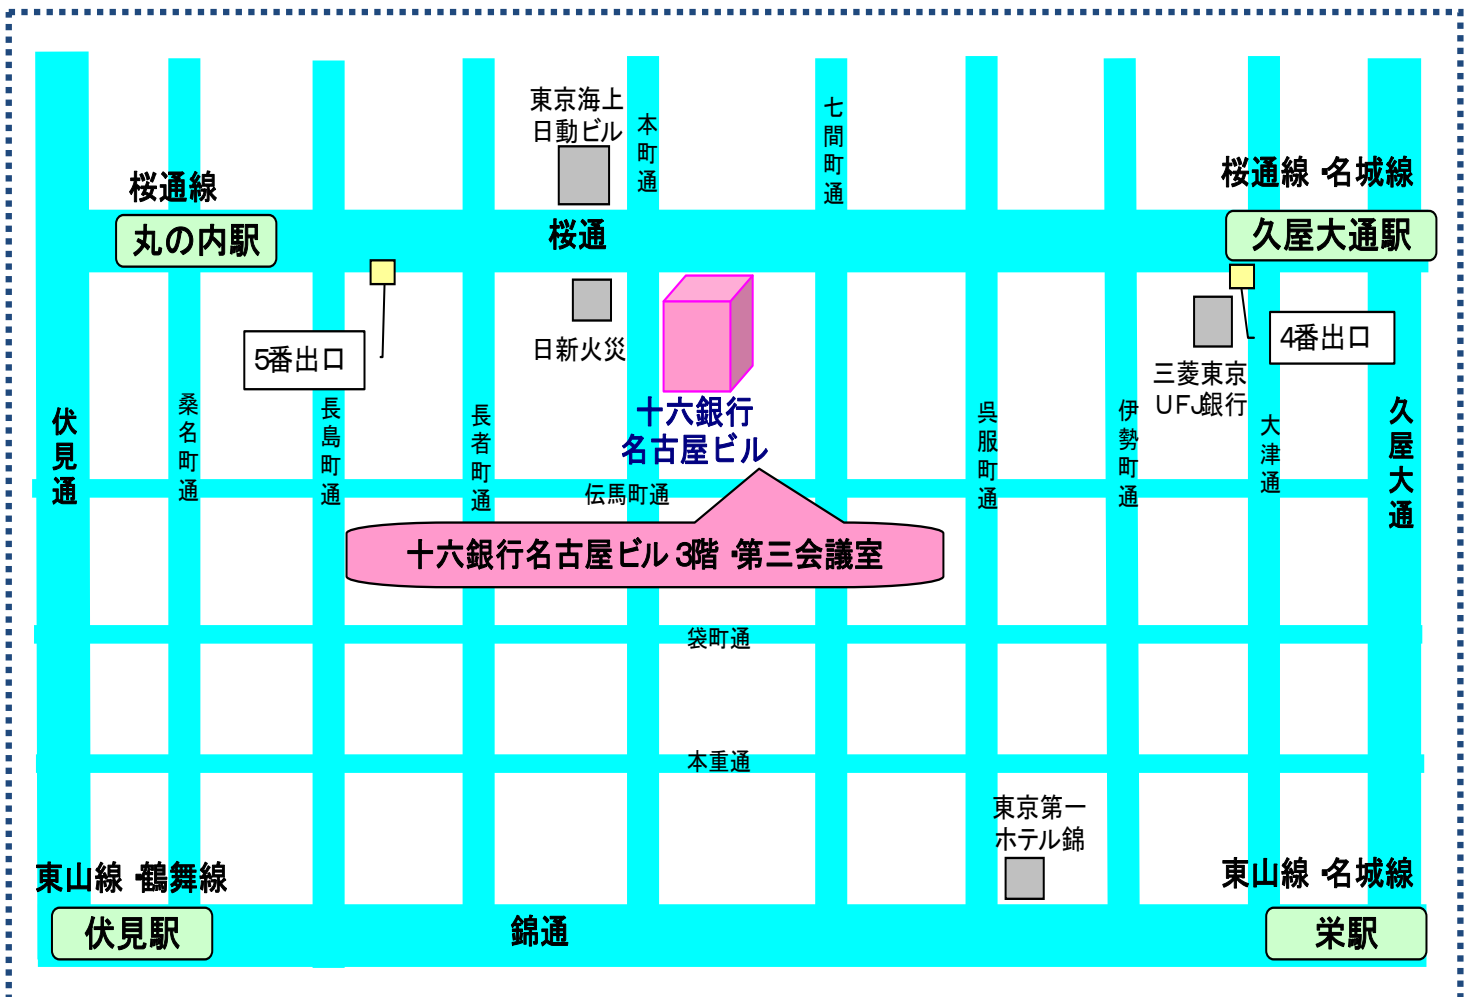 東京海上
日動ビル
本町通
七間町通
桜通線
桜通線・名城線
丸の内駅
桜通
久屋大通駅
5番出口
日新火災
4番出口
三菱東京
UFJ銀行
十六銀行
名古屋ビル
伏見通
桑名町通
長島町通
長者町通
呉服町通
伊勢町通
大津通
久屋大通
伝馬町通
十六銀行名古屋ビル3階・第三会議室
袋町通
本重通
東京第一
ホテル錦
東山線・鶴舞線
東山線・名城線
伏見駅
錦通
栄駅